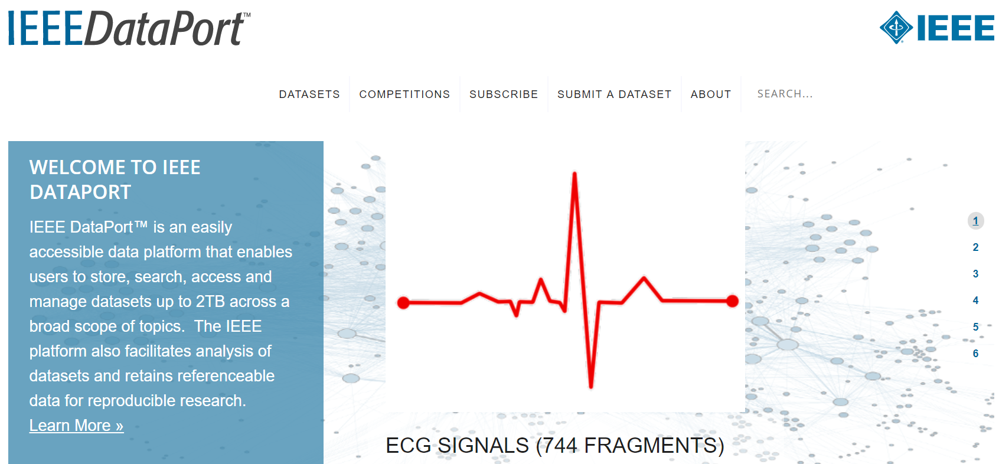 IEEEDataPort™
IEEE
DATASETS
COMPETITIONS
SUBSCRIBE
SUBMIT A DATASET
ABOUT
SEARCH...
WELCOME TO IEEE
DATAPORT
IEEE DataPort™ is an easily
accessible data platform that enables
users to store, search, access and
manage datasets up to 2TB across a
broad scope of topics.  The IEEE
platform also facilitates analysis of
datasets and retains referenceable
data for reproducible research.
Learn More »
ECG SIGNALS (744 FRAGMENTS)
1
2
3
4
5
6